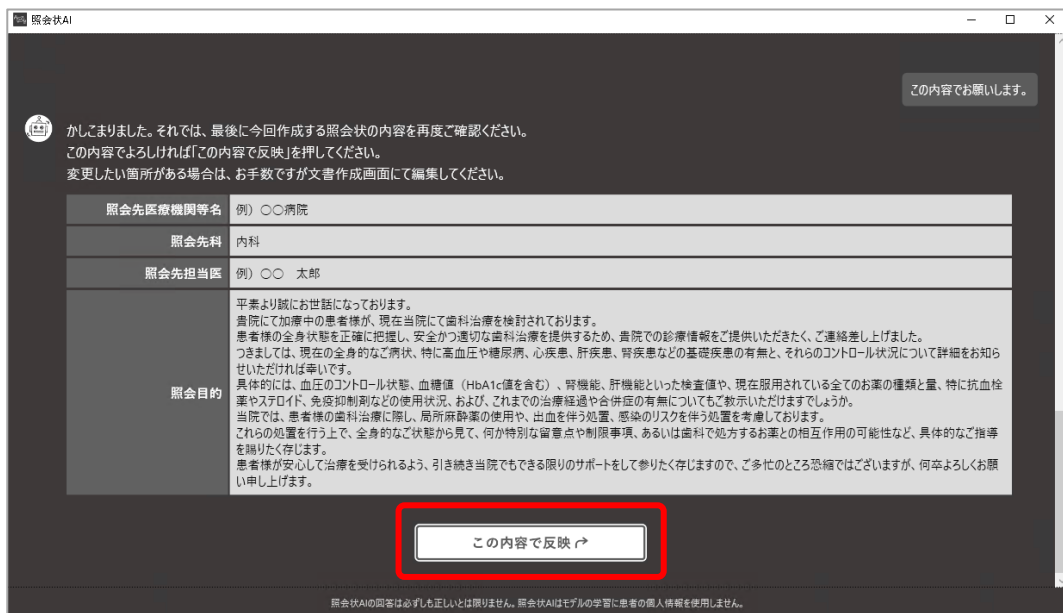 照会状AI
この内容でお願いします。
かしこまりました。それでは、最後に今回作成する照会状の内容を再度ご確認ください。
この内容でよろしければ「この内容で反映」を押してください。
変更したい箇所がある場合は、お手数ですが文書作成画面にて編集してください。
照会先医療機関等名 例）○○病院
照会先科 内科
照会先担当医 例）○○　太郎
照会目的
平素より誠にお世話になっております。
貴院にて加療中の患者様が、現在当院にて歯科治療を検討されております。
患者様の全身状態を正確に把握し、安全かつ適切な歯科治療を提供するため、貴院での診療情報をご提供いただきたく、ご連絡差し上げました。
つきましては、現在の全身的なご病状、特に高血圧や糖尿病、心疾患、肝疾患、腎疾患などの基礎疾患の有無と、それらのコントロール状況について詳細をお知ら
せいただければ幸いです。
具体的には、血圧のコントロール状態、血糖値（HbA1c値を含む）、腎機能、肝機能といった検査値や、現在服用されている全てのお薬の種類と量、特に抗血栓
薬やステロイド、免疫抑制剤などの使用状況、および、これまでの治療経過や合併症の有無についてもご教示いただけますでしょうか。
当院では、患者様の歯科治療に際し、局所麻酔薬の使用や、出血を伴う処置、感染のリスクを伴う処置を考慮しております。
これらの処置を行う上で、全身的なご状態から見て、何か特別な留意点や制限事項、あるいは歯科で処方するお薬との相互作用の可能性など、具体的なご指導
を賜りたく存じます。
患者様が安心して治療を受けられるよう、引き続き当院でもできる限りのサポートをして参りたく存じますので、ご多忙のところ恐縮ではございますが、何卒よろしくお願
い申し上げます。
この内容で反映
照会状AIの回答は必ずしも正しいとは限りません。照会状AIはモデルの学習に患者の個人情報を使用しません。